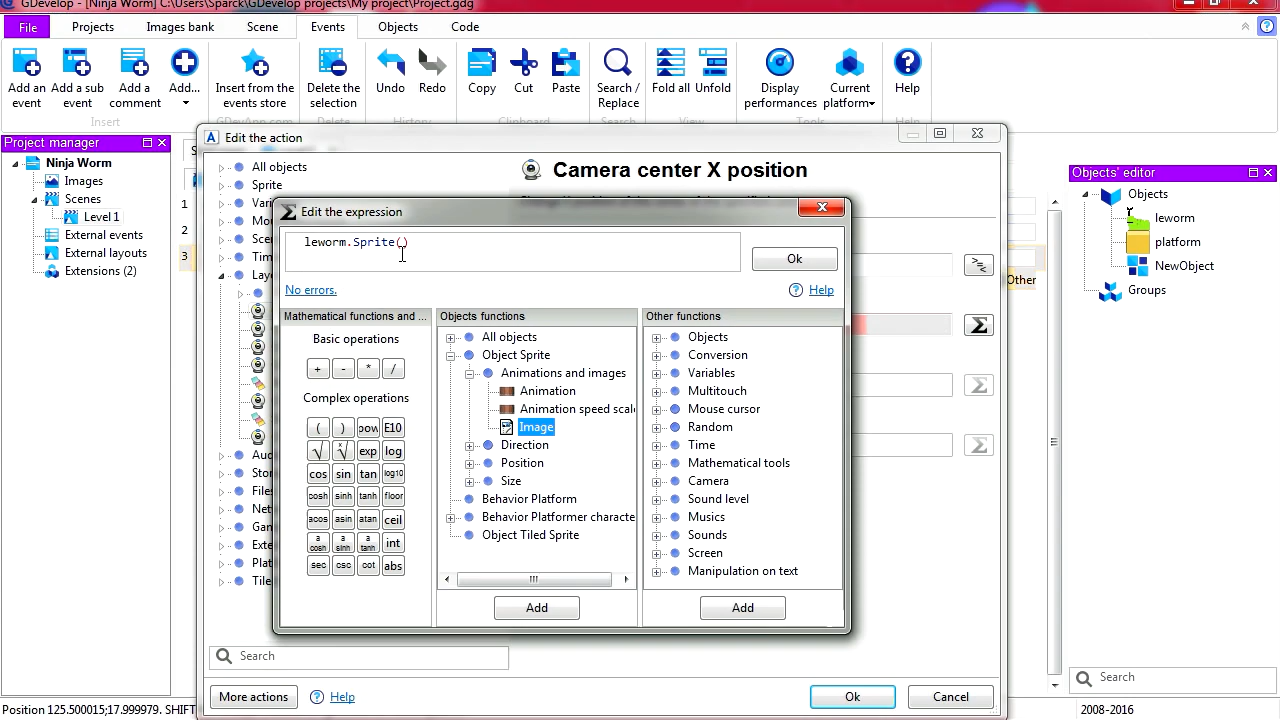 GDevelop - [Ninja Worm] C:\Users\Sparck\GDevelop projects\My project\Project.gdg
File Projects Images bank Scene Events Objects Code
Add an event
Add a sub event
Add a comment
Add...
Insert from the events store
Delete the selection
Undo
Redo
Copy
Cut
Paste
Search / Replace
Fold all
Unfold
Display performances
Current platform
Help
Insert
GDevApp.com
Delete
History
Clipboard
Search
View
Tools
Project manager
Ninja Worm
Images
Scenes
Level 1
External events
External layouts
Extensions (2)
1
2
3
Edit the action
All objects
Sprite
Camera center X position
Edit the expression
leworm.Sprite()
Ok
No errors.
Help
Mathematical functions and ...
Basic operations
+ - * /
Complex operations
( ) pow E10
√ x√ exp log
cos sin tan log10
cosh sinh tanh floor
acos asin atan ceil
a cosh a sinh a tanh int
sec csc cot abs
Objects functions
All objects
Object Sprite
Animations and images
Animation
Animation speed scale
Image
Direction
Position
Size
Behavior Platform
Behavior Platformer characte
Object Tiled Sprite
Add
Other functions
Objects
Conversion
Variables
Multitouch
Mouse cursor
Random
Time
Mathematical tools
Camera
Sound level
Musics
Sounds
Screen
Manipulation on text
Add
Other
Search
More actions
Help
Ok
Cancel
Objects' editor
Objects
leworm
platform
NewObject
Groups
Search
Position 125.500015;17.999979. SHIFT
2008-2016